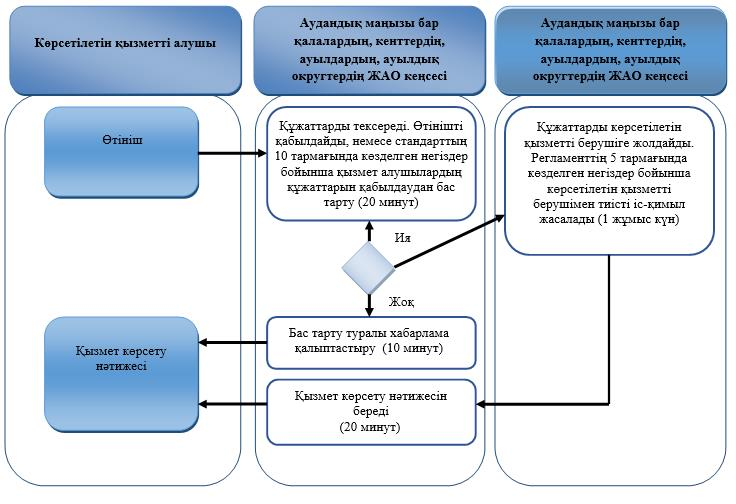 Көрсетілетін қызметті алушы
Аудандық маңызы бар
қалалардың, кенттердің,
ауылдардың, ауылдық
округтердің ЖАО кеңсесі
Аудандық маңызы бар
қалалардың, кенттердің,
ауылдардың, ауылдық
округтердің ЖАО кеңсесі
Өтініш
Құжаттарды тексереді. Өтінішті
қабылдайды, немесе стандарттың
10 тармағында көзделген негіздер
бойынша қызмет алушылардың
құжаттарын қабылдаудан бас
тарту (20 минут)
Құжаттарды көрсетілетін
қызметті берушіге жолдайды.
Регламенттің 5 тармағында
көзделген негіздер бойынша
көрсетілетін қызметті
берушімен тиісті іс-қимыл
жасалады (1 жұмыс күн)
Ия
Жоқ
Қызмет көрсету
нәтижесі
Бас тарту туралы хабарлама
қалыптастыру (10 минут)
Қызмет көрсету нәтижесін
береді
(20 минут)